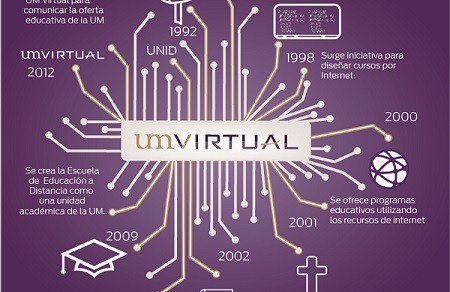 UM Virtual para
comunicar la oferta
educativa de la UM
1992
UNID
UMVIRTUAL
2012
1998
Surge iniciativa para
diseñar cursos por
Internet.
2000
UMVIRTUAL
Se crea la Escuela
de Educación a
Distancia como
una unidad
académica de la UM.
Se ofrece programas
educativos utilizando
los recursos de internet
2009
2002
2001